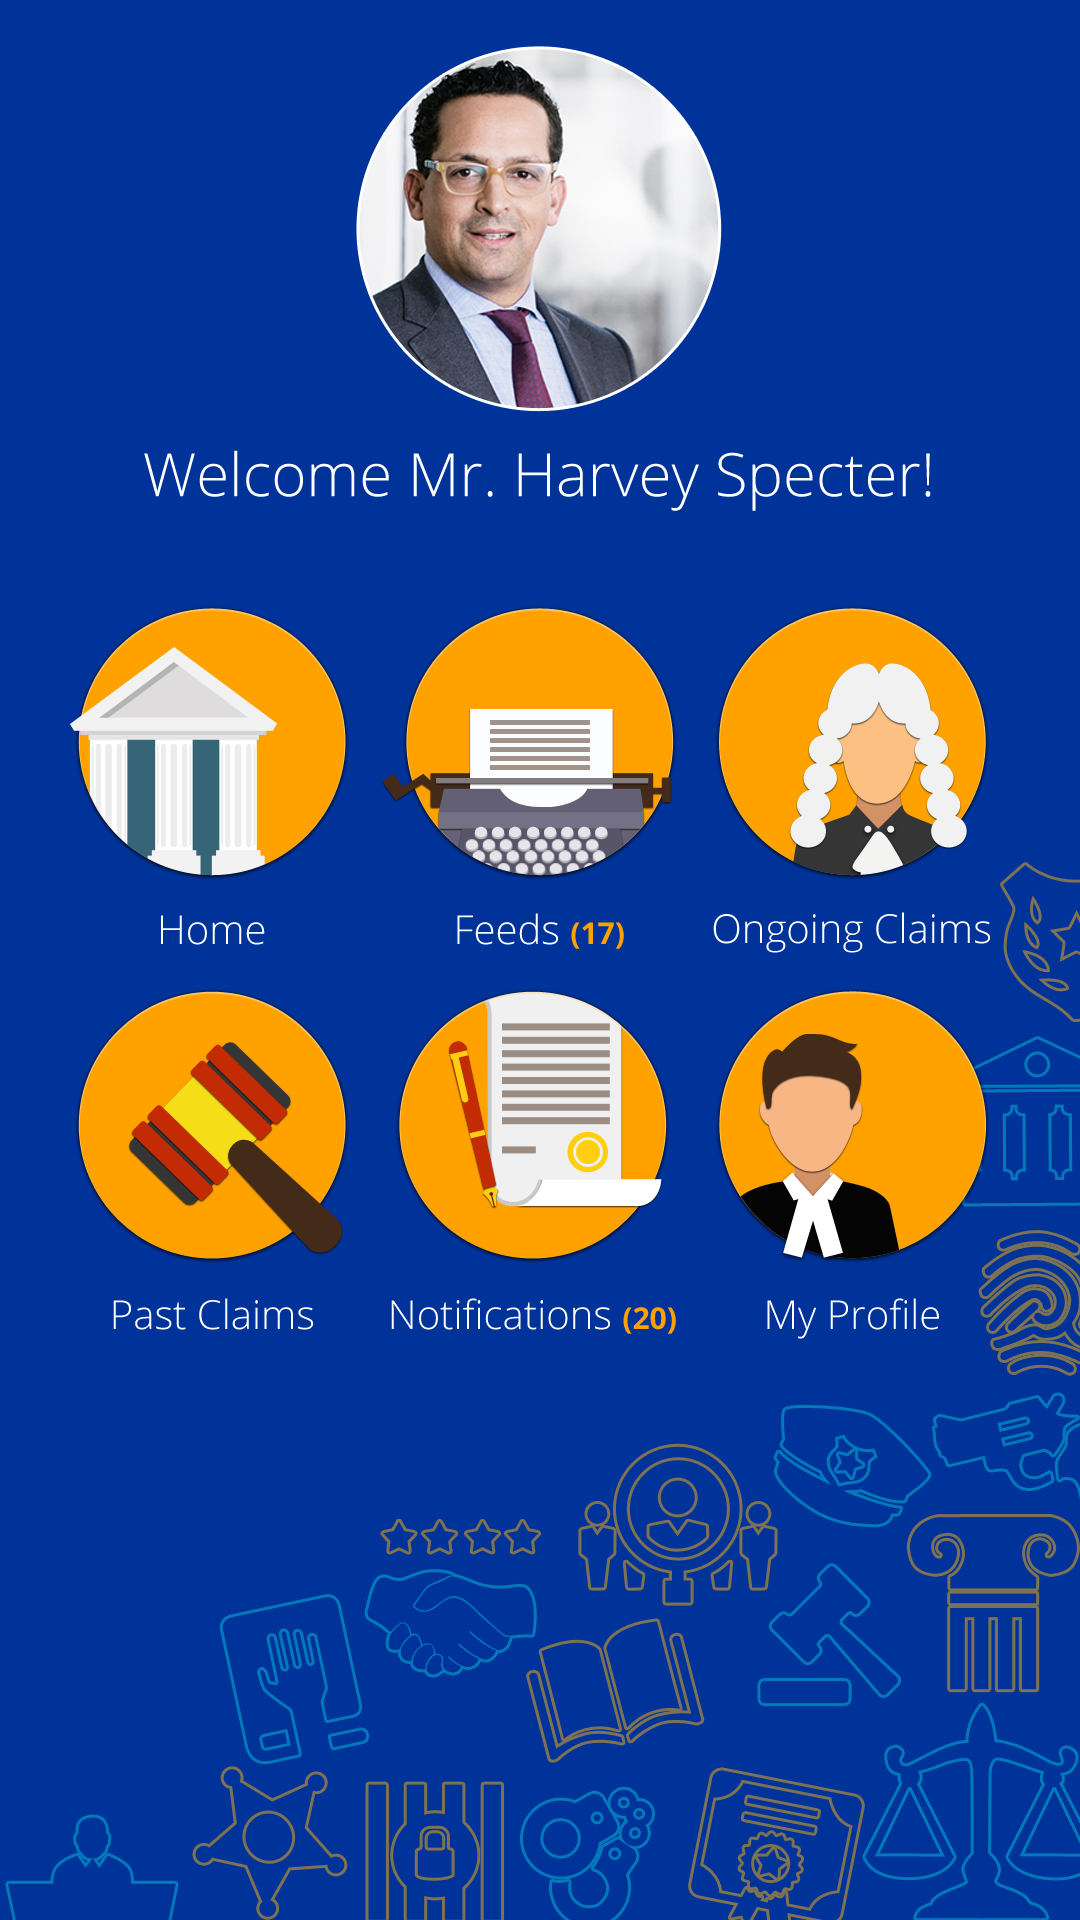 Welcome Mr. Harvey Specter!
Home
Feeds (17)
Ongoing Claims
Past Claims
Notifications (20)
My Profile